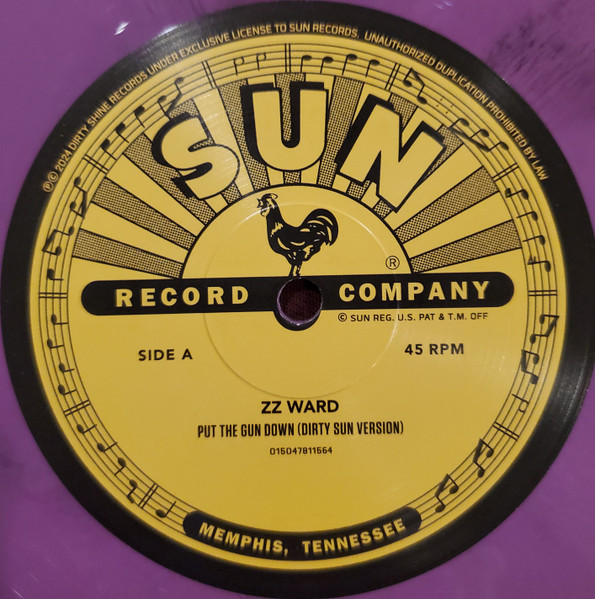 ℗© 2024 DIRTY SHINE RECORDS UNDER EXCLUSIVE LICENSE TO SUN RECORDS. UNAUTHORIZED DUPLICATION PROHIBITED BY LAW
SUN
®
RECORD COMPANY
© SUN REG. U.S. PAT & T.M. OFF
SIDE A
45 RPM
ZZ WARD
PUT THE GUN DOWN (DIRTY SUN VERSION)
015047811564
MEMPHIS, TENNESSEE